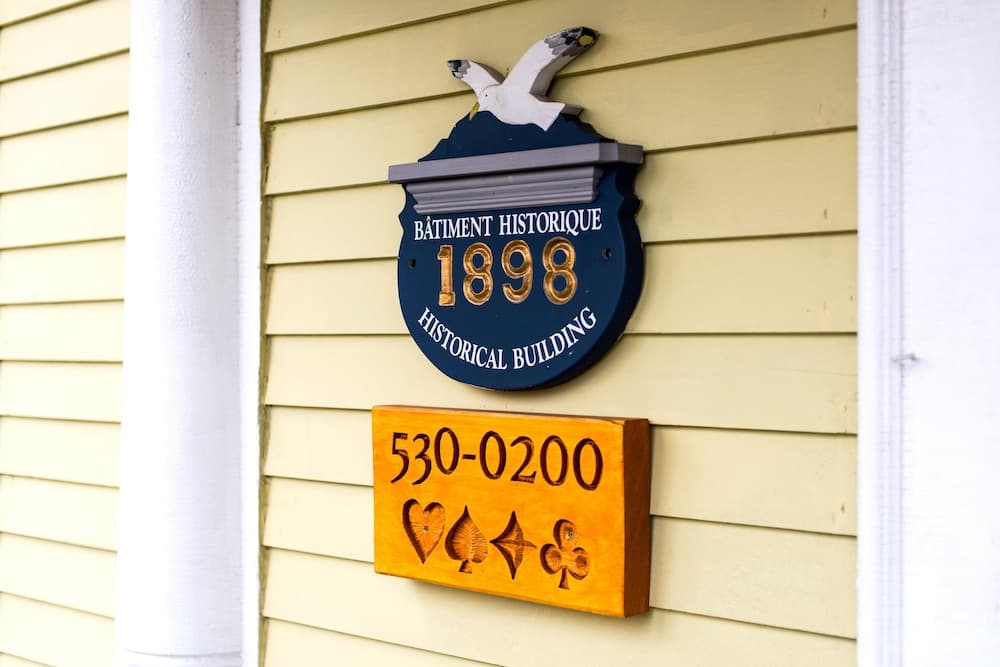 BÂTIMENT HISTORIQUE
1898
HISTORICAL BUILDING
530-0200